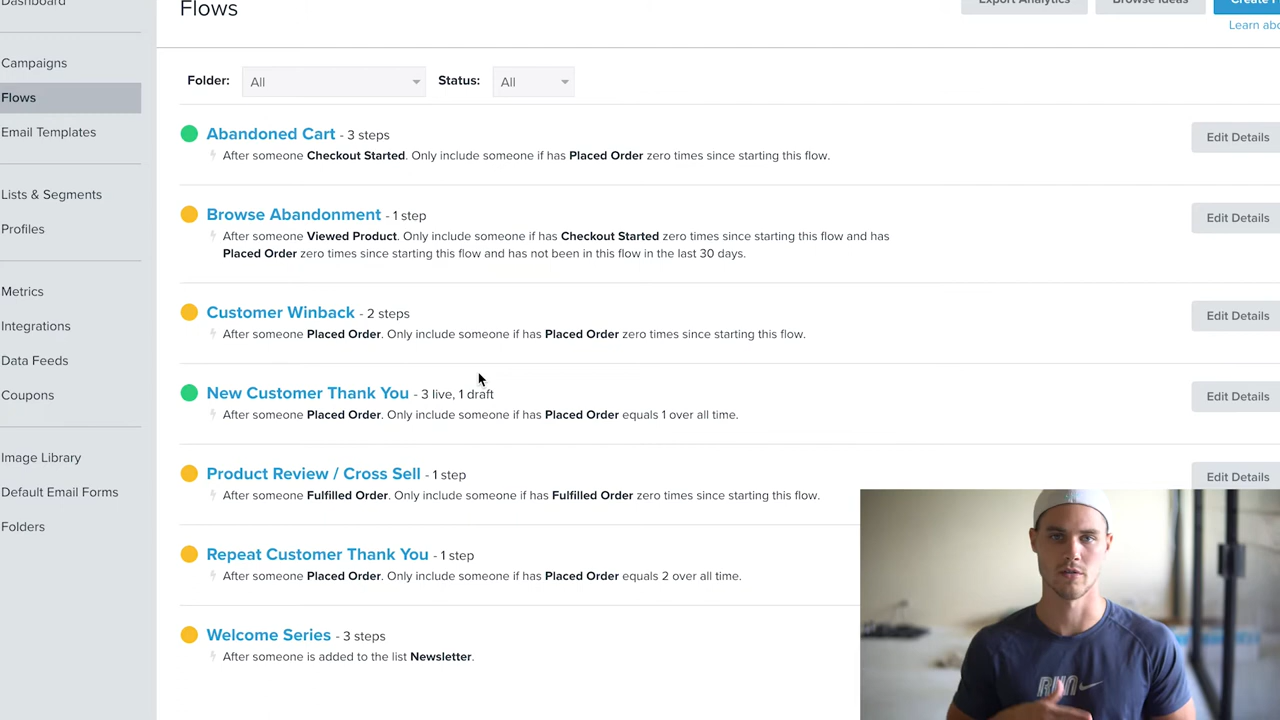 Dashboard
Flows
Export Analytics
Browse Ideas
Learn
Campaigns
Flows
Email Templates
Lists & Segments
Profiles
Metrics
Integrations
Data Feeds
Coupons
Image Library
Default Email Forms
Folders
Folder: All Status: All
Abandoned Cart - 3 steps
Edit Details
After someone Checkout Started. Only include someone if has Placed Order zero times since starting this flow.
Browse Abandonment - 1 step
Edit Details
After someone Viewed Product. Only include someone if has Checkout Started zero times since starting this flow and has
Placed Order zero times since starting this flow and has not been in this flow in the last 30 days.
Customer Winback - 2 steps
Edit Details
After someone Placed Order. Only include someone if has Placed Order zero times since starting this flow.
New Customer Thank You - 3 live, 1 draft
Edit Details
After someone Placed Order. Only include someone if has Placed Order equals 1 over all time.
Product Review / Cross Sell - 1 step
Edit Details
After someone Fulfilled Order. Only include someone if has Fulfilled Order zero times since starting this flow.
Repeat Customer Thank You - 1 step
After someone Placed Order. Only include someone if has Placed Order equals 2 over all time.
Welcome Series - 3 steps
After someone is added to the list Newsletter.
RUN